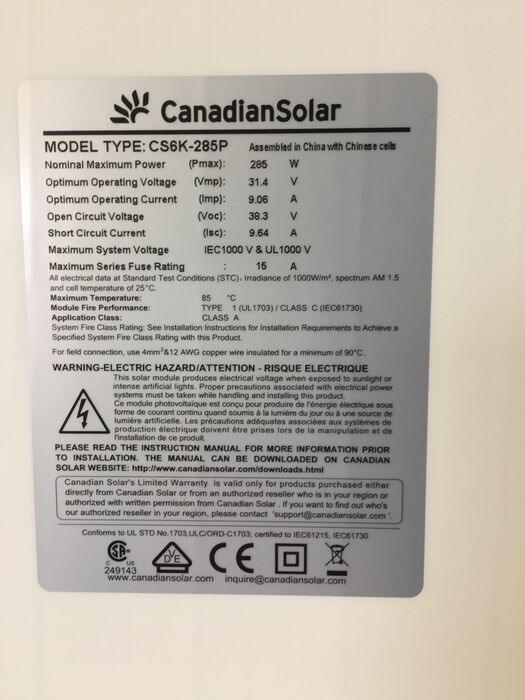 CanadianSolar
MODEL TYPE: CS6K-285P Assembled in China with Chinese cells
Nominal Maximum Power (Pmax): 285 W
Optimum Operating Voltage (Vmp): 31.4 V
Optimum Operating Current (Imp): 9.06 A
Open Circuit Voltage (Voc): 38.3 V
Short Circuit Current (Isc): 9.64 A
Maximum System Voltage IEC1000 V & UL1000 V
Maximum Series Fuse Rating : 15 A
All electrical data at Standard Test Conditions (STC), Irradiance of 1000W/m², spectrum AM 1.5
and cell temperature of 25°C.
Maximum Temperature: 85 °C
Module Fire Performance: TYPE 1 (UL1703) / CLASS C (IEC61730)
Application Class: CLASS A
System Fire Class Rating: See Installation Instructions for Installation Requirements to Achieve a
Specified System Fire Class Rating with this Product.
For field connection, use 4mm²&12 AWG copper wire insulated for a minimum of 90°C.
WARNING-ELECTRIC HAZARD/ATTENTION - RISQUE ELECTRIQUE
This solar module produces electrical voltage when exposed to sunlight or
intense artificial lights. Proper precautions associated with electrical power
systems must be taken while handling and installing this product.
Ce module photovoltaïque est conçu pour produire de l'énergie électrique sous
forme de courant continu quand soumis à la lumière du jour ou à une source de
lumière artificielle. Les précautions adéquates associées aux systèmes de
production électrique doivent être prises lors de la manipulation et de
l'installation de ce produit.
PLEASE READ THE INSTRUCTION MANUAL FOR MORE INFORMATION PRIOR
TO INSTALLATION. THE MANUAL CAN BE DOWNLOADED ON CANADIAN
SOLAR WEBSITE: http://www.canadiansolar.com/downloads.html
Canadian Solar's Limited Warranty is valid only for products purchased either
directly from Canadian Solar or from an authorized reseller who is in your region or
authorized with written permission from Canadian Solar. If you want to find out who's
our authorized reseller in your region, please contact 'support@canadiansolar.com'.
Conforms to UL STD No.1703,ULC/ORD-C1703; certified to IEC61215, IEC61730
SA VDE CE
C US
249143
www.canadiansolar.com inquire@canadiansolar.com